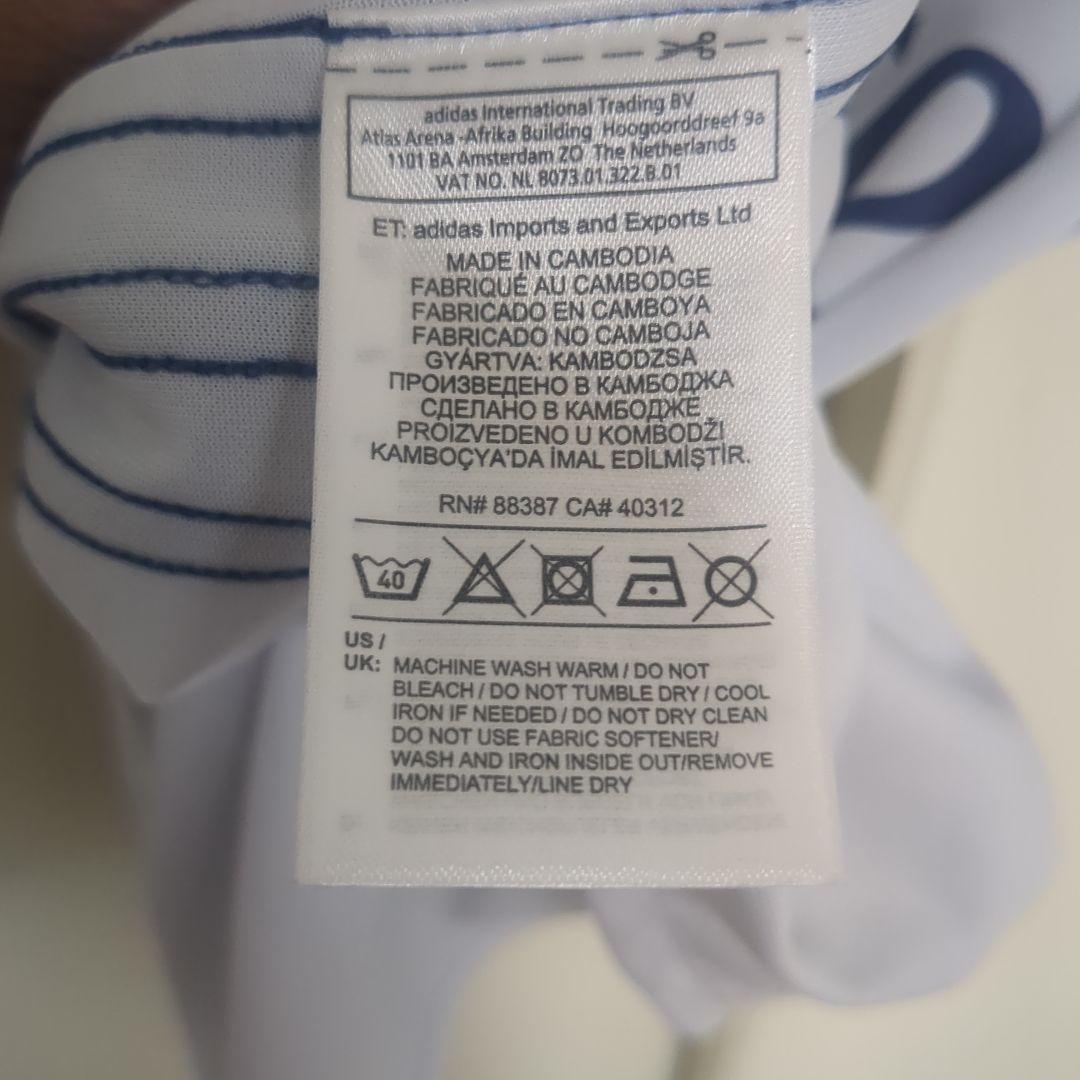 adidas International Trading BV
Atlas Arena -Afrika Building Hoogoorddreef 9a
1101 BA Amsterdam ZO The Netherlands
VAT NO. NL 8073.01.322.B.01
ET: adidas Imports and Exports Ltd
MADE IN CAMBODIA
FABRIQUÉ AU CAMBODGE
FABRICADO EN CAMBOYA
FABRICADO NO CAMBOJA
GYÁRTVA: KAMBODZSA
ПРОИЗВЕДЕНО В КАМБОДЖА
СДЕЛАНО В КАМБОДЖЕ
PROIZVEDENO U KOMBODŽI
KAMBOÇYA'DA İMAL EDİLMİŞTİR.
RN# 88387 CA# 40312
40
US /
UK: MACHINE WASH WARM / DO NOT
BLEACH / DO NOT TUMBLE DRY / COOL
IRON IF NEEDED / DO NOT DRY CLEAN
DO NOT USE FABRIC SOFTENER/
WASH AND IRON INSIDE OUT/REMOVE
IMMEDIATELY/LINE DRY